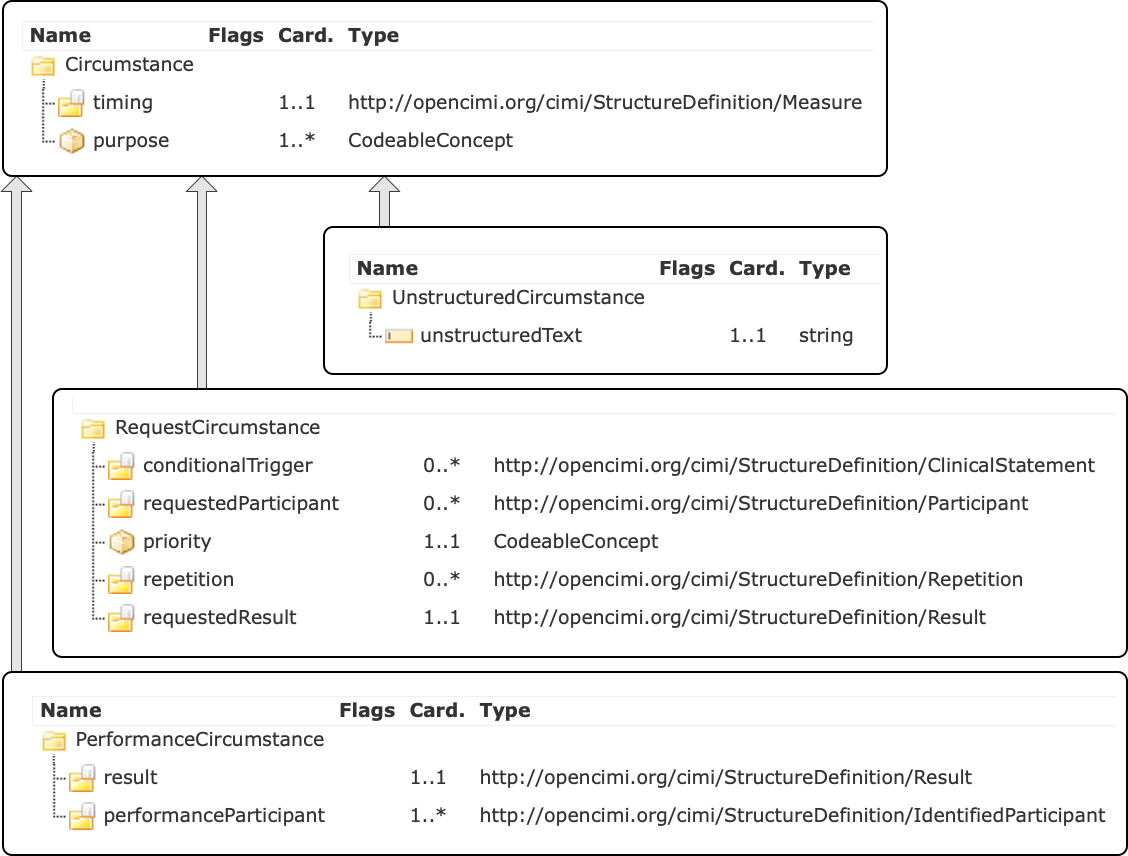 Name Flags Card. Type
Circumstance
timing 1..1 http://opencimi.org/cimi/StructureDefinition/Measure
purpose 1..* CodeableConcept
Name Flags Card. Type
UnstructuredCircumstance
unstructuredText 1..1 string
RequestCircumstance
conditionalTrigger 0..* http://opencimi.org/cimi/StructureDefinition/ClinicalStatement
requestedParticipant 0..* http://opencimi.org/cimi/StructureDefinition/Participant
priority 1..1 CodeableConcept
repetition 0..* http://opencimi.org/cimi/StructureDefinition/Repetition
requestedResult 1..1 http://opencimi.org/cimi/StructureDefinition/Result
Name Flags Card. Type
PerformanceCircumstance
result 1..1 http://opencimi.org/cimi/StructureDefinition/Result
performanceParticipant 1..* http://opencimi.org/cimi/StructureDefinition/IdentifiedParticipant